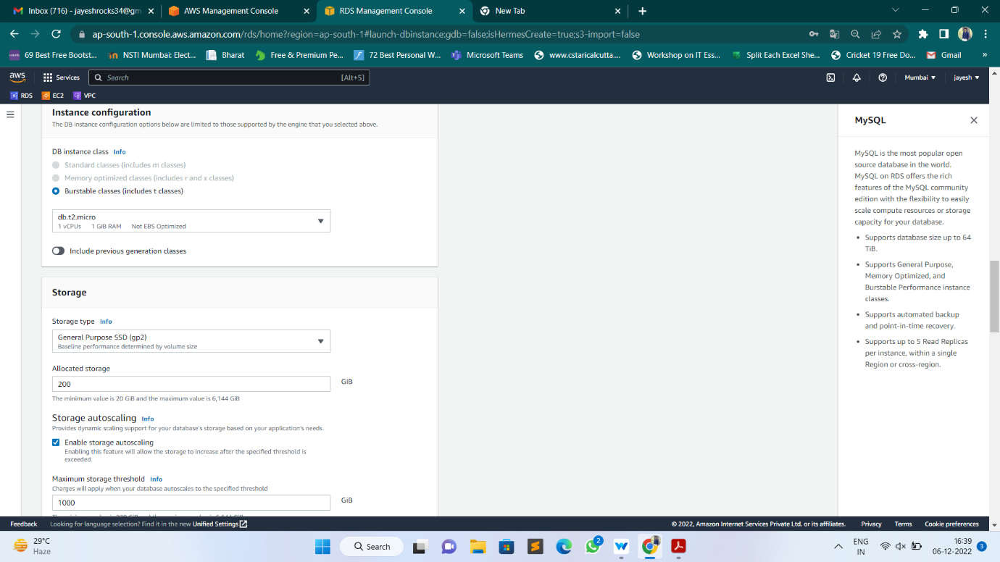 Inbox (716) - jayeshrocks34@gm
AWS Management Console
RDS Management Console
New Tab
ap-south-1.console.aws.amazon.com/rds/home?region=ap-south-1#launch-dbinstance;gdb=false;isHermesCreate=true;s3-import=false
69 Best Free Bootst...
NSTI Mumbai: Elect...
Bharat
Free & Premium Pe...
72 Best Personal W...
Microsoft Teams
www.cstaricalcutta....
Workshop on IT Ess...
Split Each Excel She...
Cricket 19 Free Do...
Gmail
»
aws
Services
Search
[Alt+S]
Mumbai
jayesh
RDS
EC2
VPC
Instance configuration
The DB instance configuration options below are limited to those supported by the engine that you selected above.
DB instance class Info
Standard classes (includes m classes)
Memory optimized classes (includes r and x classes)
Burstable classes (includes t classes)
db.t2.micro
1 vCPUs 1 GiB RAM Not EBS Optimized
Include previous generation classes
Storage
Storage type Info
General Purpose SSD (gp2)
Baseline performance determined by volume size
Allocated storage
200
GiB
The minimum value is 20 GiB and the maximum value is 6,144 GiB
Storage autoscaling Info
Provides dynamic scaling support for your database's storage based on your application's needs.
Enable storage autoscaling
Enabling this feature will allow the storage to increase after the specified threshold is
exceeded.
Maximum storage threshold Info
Charges will apply when your database autoscales to the specified threshold
1000
GiB
MySQL
MySQL is the most popular open
source database in the world.
MySQL on RDS offers the rich
features of the MySQL community
edition with the flexibility to easily
scale compute resources or storage
capacity for your database.
• Supports database size up to 64
TiB.
• Supports General Purpose,
Memory Optimized, and
Burstable Performance instance
classes.
• Supports automated backup
and point-in-time recovery.
• Supports up to 5 Read Replicas
per instance, within a single
Region or cross-region.
Feedback
Looking for language selection? Find it in the new Unified Settings
© 2022, Amazon Internet Services Private Ltd. or its affiliates.
Privacy
Terms
Cookie preferences
29°C
Haze
Search
2
ENG
IN
16:39
06-12-2022
3